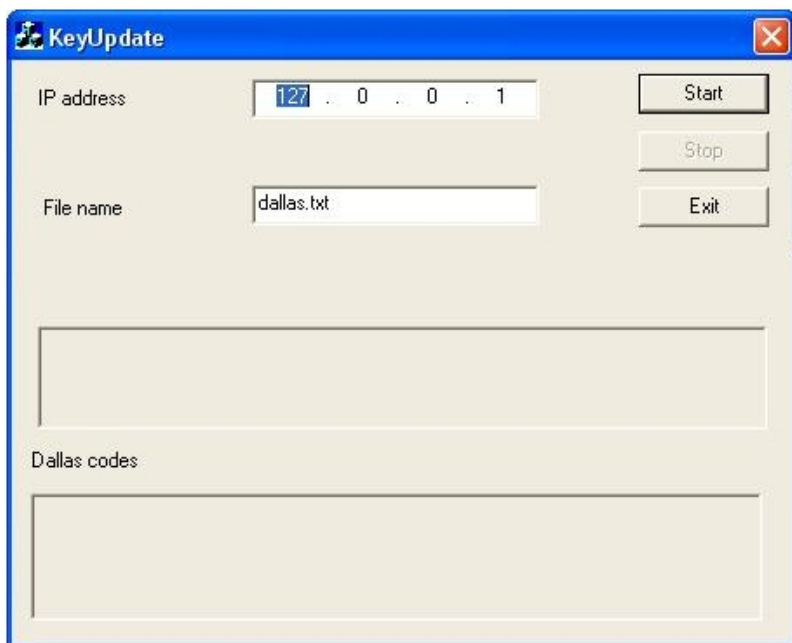 KeyUpdate
IP address
127 . 0 . 0 . 1
Start
Stop
File name
dallas.txt
Exit
Dallas codes